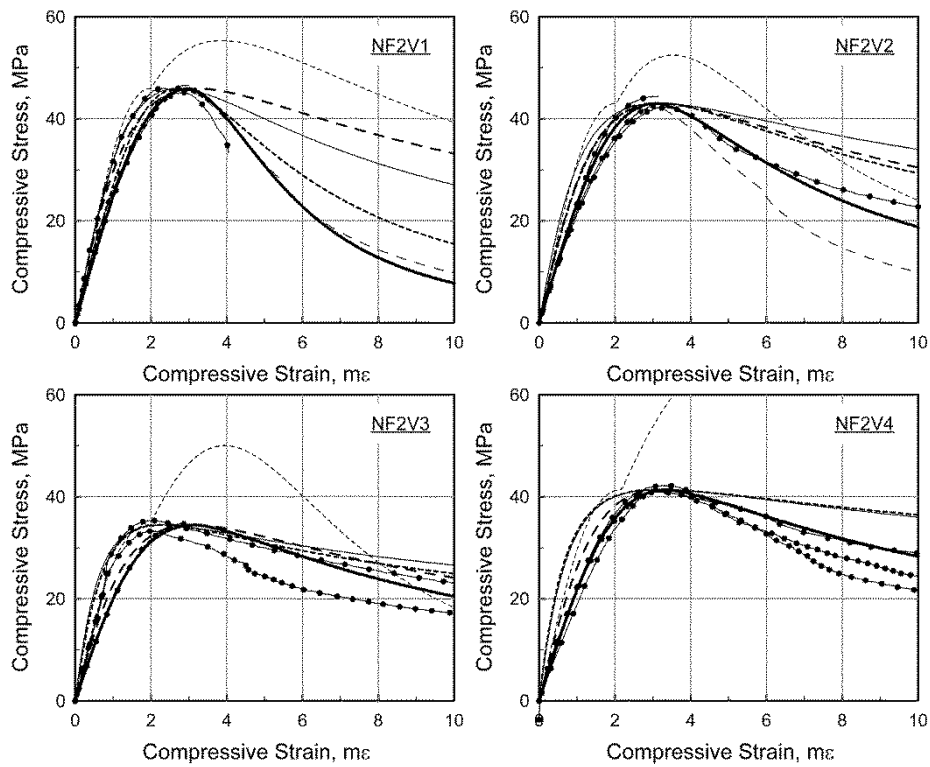 60
40
20
0
0 2 4 6 8 10
Compressive Stress, MPa
Compressive Strain, mε
NF2V1
60
40
20
0
0 2 4 6 8 10
Compressive Stress, MPa
Compressive Strain, mε
NF2V2
60
40
20
0
0 2 4 6 8 10
Compressive Stress, MPa
Compressive Strain, mε
NF2V3
60
40
20
0
0 2 4 6 8 10
Compressive Stress, MPa
Compressive Strain, mε
NF2V4